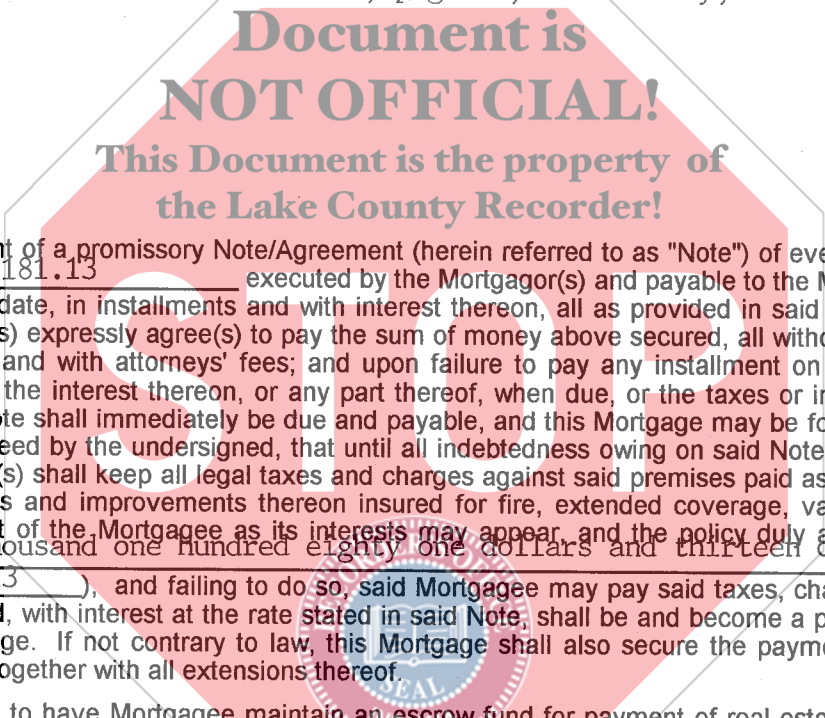 Document is
NOT OFFICIAL!
This Document is the property of
the Lake County Recorder!
STOP
of a promissory Note/Agreement (herein referred to as "Note") of
181.13 executed by the Mortgagor(s) and payable to the
date, in installments and with interest thereon, all as provided in said
expressly agree(s) to pay the sum of money above secured, all
and with attorneys' fees; and upon failure to pay any installment on
the interest thereon, or any part thereof, when due, or the taxes or
shall immediately be due and payable, and this Mortgage may be
by the undersigned, that until all indebtedness owing on said Note
(s) shall keep all legal taxes and charges against said premises paid as
and improvements thereon insured for fire, extended coverage,
of the Mortgagee as its interests may appear, and the policy duly
one hundred eighty one dollars and thirteen
3 ), and failing to do so, said Mortgagee may pay said taxes,
with interest at the rate stated in said Note, shall be and become a
ge. If not contrary to law, this Mortgage shall also secure the
ogether with all extensions thereof.
SEAL
to have Mortgagee maintain an escrow fund for payment of real